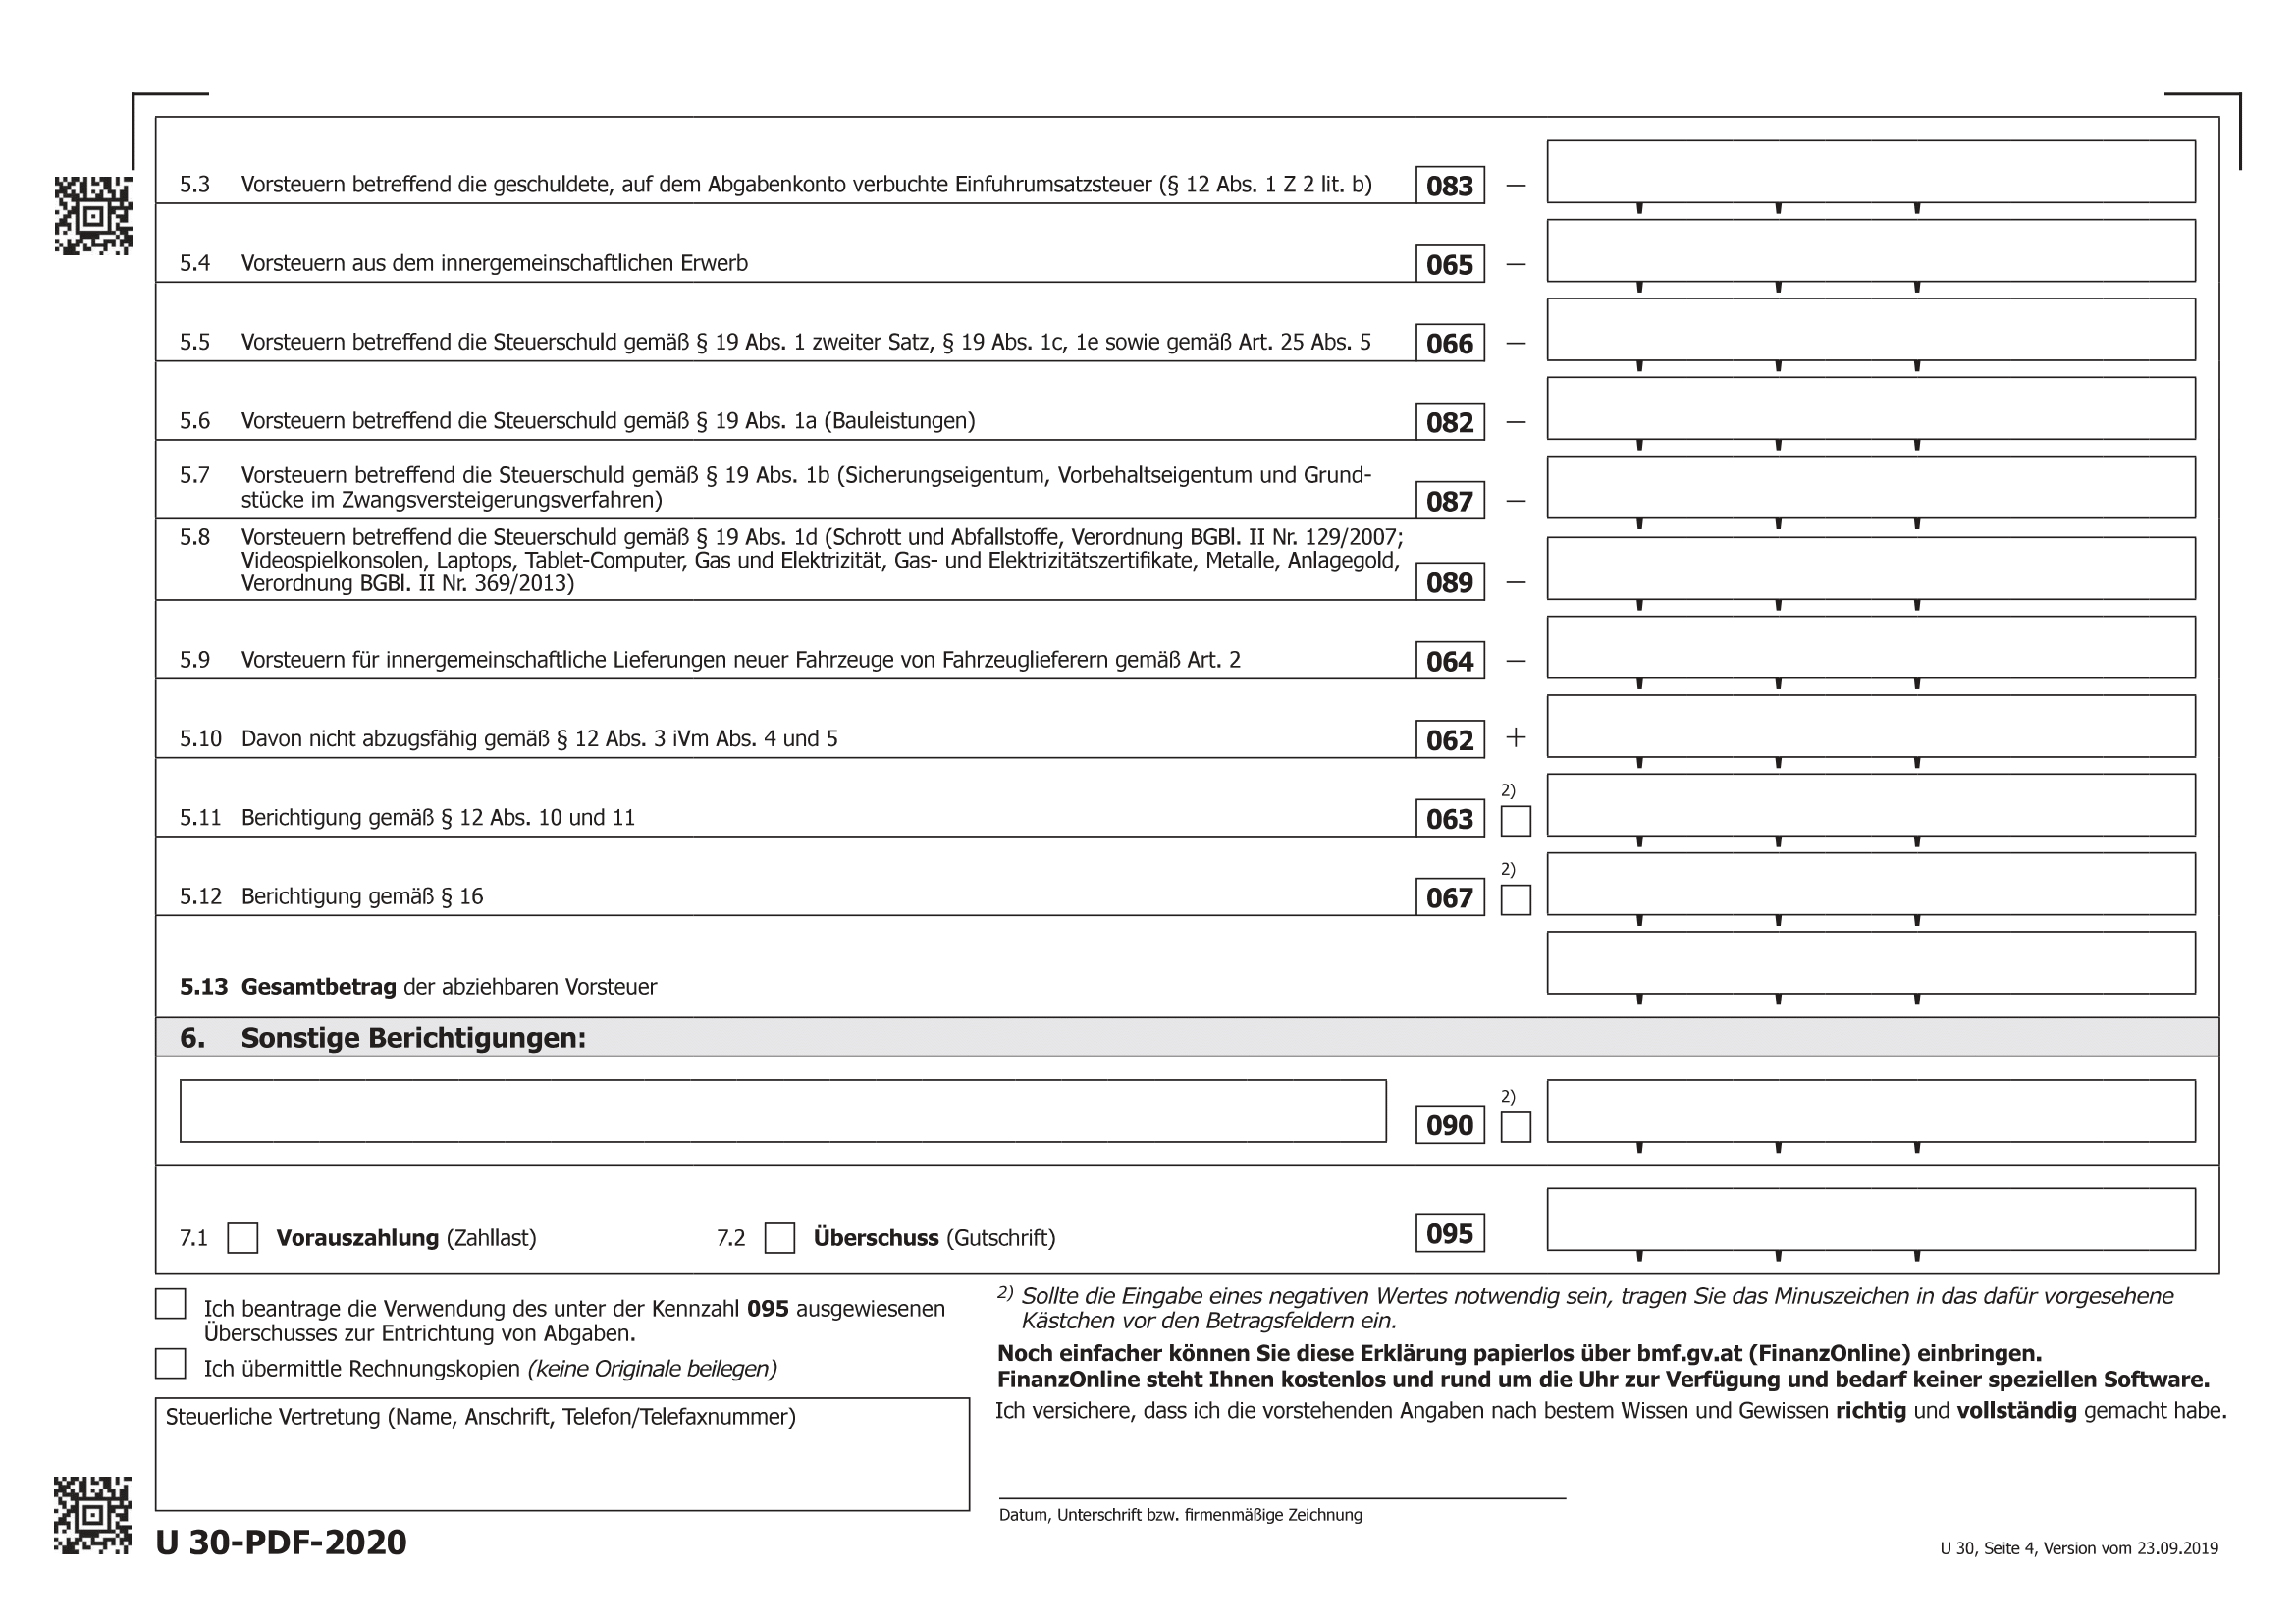 5.3 Vorsteuern betreffend die geschuldete, auf dem Abgabenkonto verbuchte Einfuhrumsatzsteuer (§ 12 Abs. 1 Z 2 lit. b) 083 –
5.4 Vorsteuern aus dem innergemeinschaftlichen Erwerb 065 –
5.5 Vorsteuern betreffend die Steuerschuld gemäß § 19 Abs. 1 zweiter Satz, § 19 Abs. 1c, 1e sowie gemäß Art. 25 Abs. 5 066 –
5.6 Vorsteuern betreffend die Steuerschuld gemäß § 19 Abs. 1a (Bauleistungen) 082 –
5.7 Vorsteuern betreffend die Steuerschuld gemäß § 19 Abs. 1b (Sicherungseigentum, Vorbehaltseigentum und Grund-
stücke im Zwangsversteigerungsverfahren) 087 –
5.8 Vorsteuern betreffend die Steuerschuld gemäß § 19 Abs. 1d (Schrott und Abfallstoffe, Verordnung BGBl. II Nr. 129/2007;
Videospielkonsolen, Laptops, Tablet-Computer, Gas und Elektrizität, Gas- und Elektrizitätszertifikate, Metalle, Anlagegold,
Verordnung BGBl. II Nr. 369/2013) 089 –
5.9 Vorsteuern für innergemeinschaftliche Lieferungen neuer Fahrzeuge von Fahrzeuglieferern gemäß Art. 2 064 –
5.10 Davon nicht abzugsfähig gemäß § 12 Abs. 3 iVm Abs. 4 und 5 062 +
5.11 Berichtigung gemäß § 12 Abs. 10 und 11 063 2)
5.12 Berichtigung gemäß § 16 067 2)
5.13 Gesamtbetrag der abziehbaren Vorsteuer
6. Sonstige Berichtigungen:
090 2)
7.1 Vorauszahlung (Zahllast) 7.2 Überschuss (Gutschrift) 095
Ich beantrage die Verwendung des unter der Kennzahl 095 ausgewiesenen
Überschusses zur Entrichtung von Abgaben.
Ich übermittle Rechnungskopien (keine Originale beilegen)
Steuerliche Vertretung (Name, Anschrift, Telefon/Telefaxnummer)
2) Sollte die Eingabe eines negativen Wertes notwendig sein, tragen Sie das Minuszeichen in das dafür vorgesehene
Kästchen vor den Betragsfeldern ein.
Noch einfacher können Sie diese Erklärung papierlos über bmf.gv.at (FinanzOnline) einbringen.
FinanzOnline steht Ihnen kostenlos und rund um die Uhr zur Verfügung und bedarf keiner speziellen Software.
Ich versichere, dass ich die vorstehenden Angaben nach bestem Wissen und Gewissen richtig und vollständig gemacht habe.
Datum, Unterschrift bzw. firmenmäßige Zeichnung
U 30-PDF-2020
U 30, Seite 4, Version vom 23.09.2019